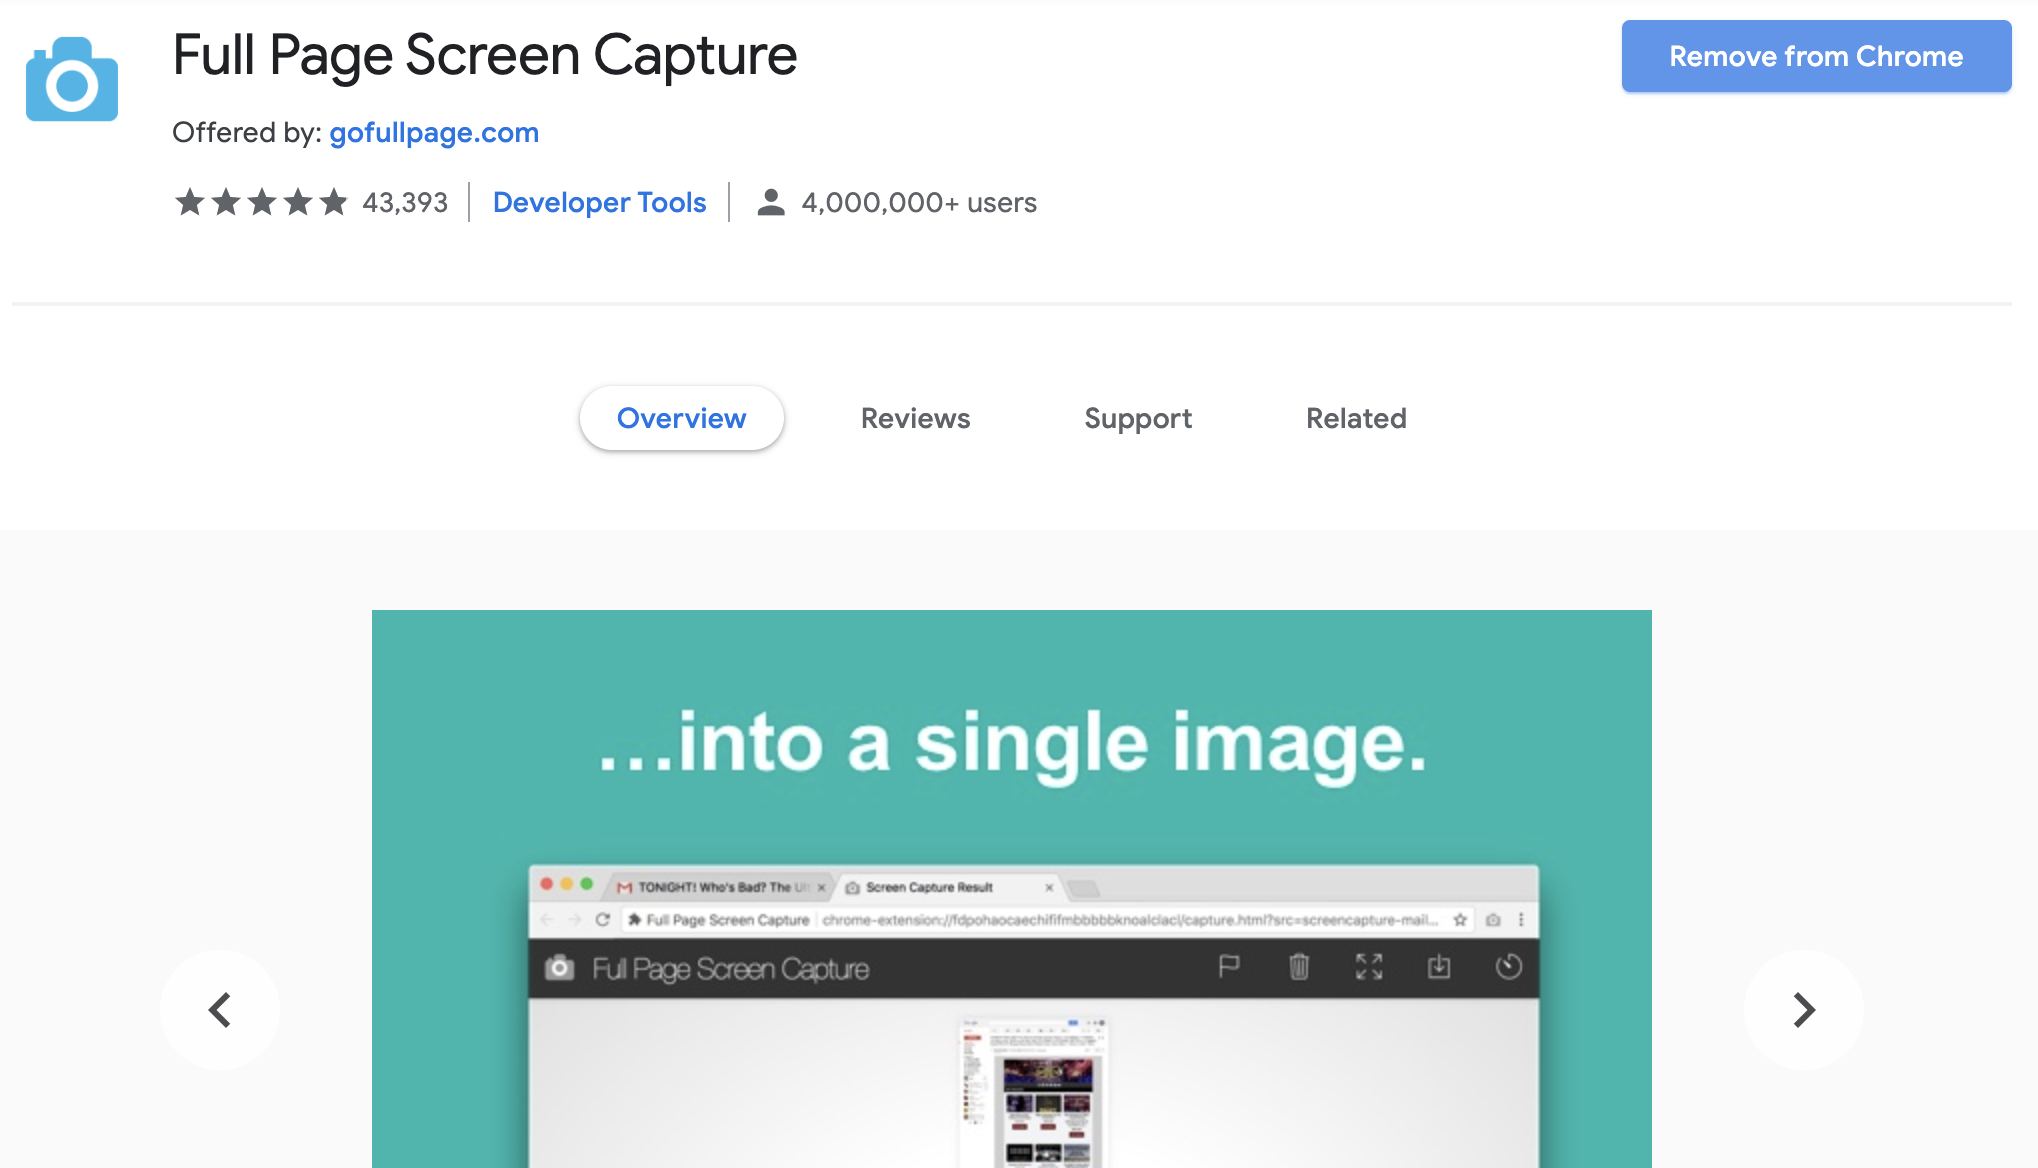 Full Page Screen Capture
Remove from Chrome
Offered by: gofullpage.com
43,393
Developer Tools
4,000,000+ users
Overview
Reviews
Support
Related
...into a single image.
TONIGHT! Who's Bad? The
Screen Capture Result
Full Page Screen Capture
chrome-extension://fdpohaocaechififmbbbbbknoalclacl/capture.html?src=screencapture-mail...
Full Page Screen Capture